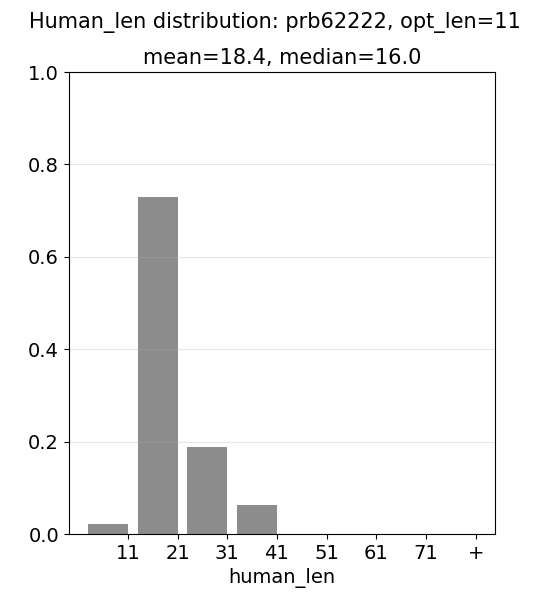 Human_len distribution: prb62222, opt_len=11
mean=18.4, median=16.0
1.0
0.8
0.6
0.4
0.2
0.0
11 21 31 41 51 61 71 +
human_len